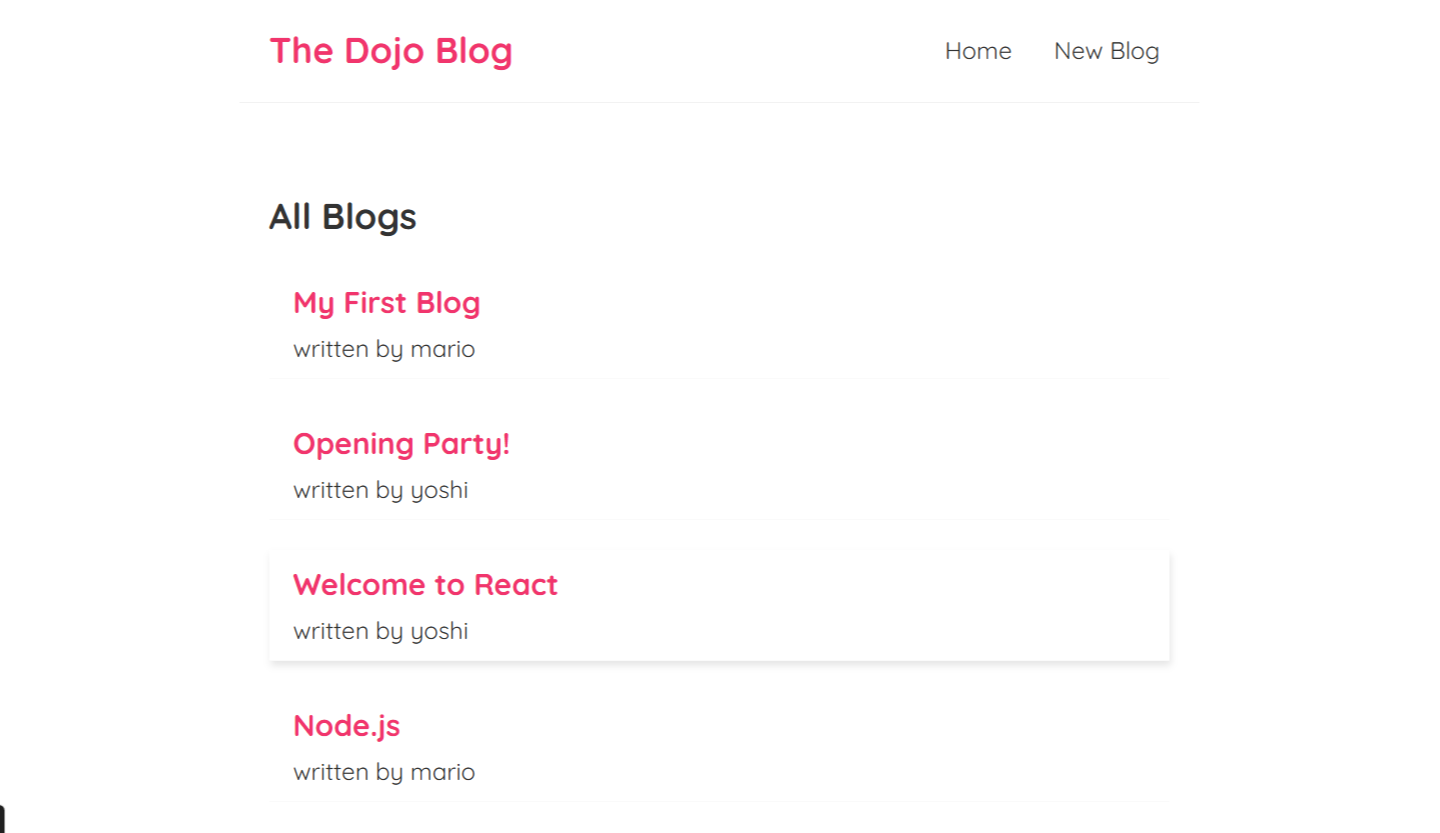 The Dojo Blog
Home New Blog
All Blogs
My First Blog
written by mario
Opening Party!
written by yoshi
Welcome to React
written by yoshi
Node.js
written by mario